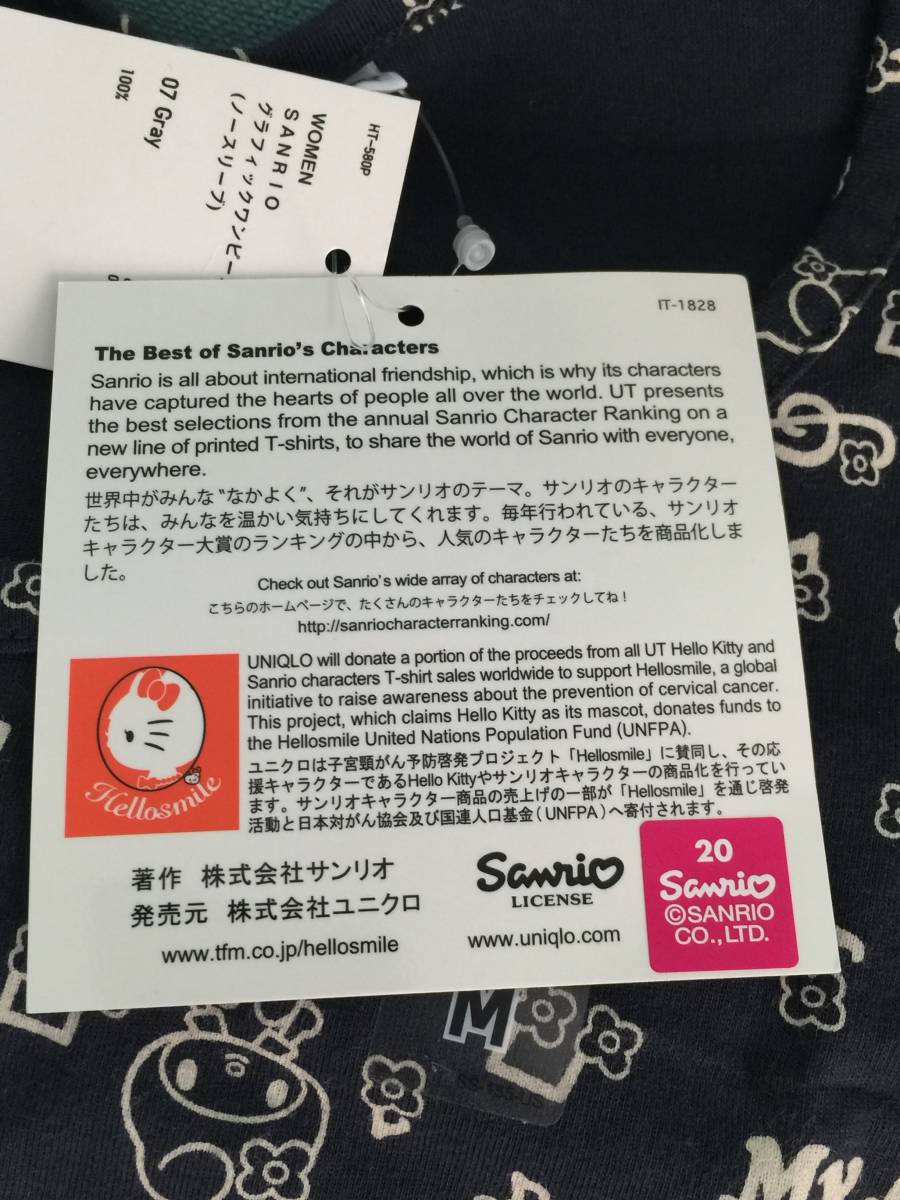 HT-580P
WOMEN
SANRIO
グラフィックワンピー
(ノースリーブ)
07 Gray
100%
IT-1828
The Best of Sanrio's Characters
Sanrio is all about international friendship, which is why its characters
have captured the hearts of people all over the world. UT presents
the best selections from the annual Sanrio Character Ranking on a
new line of printed T-shirts, to share the world of Sanrio with everyone,
everywhere.
世界中がみんな"なかよく"、それがサンリオのテーマ。サンリオのキャラクター
たちは、みんなを温かい気持ちにしてくれます。毎年行われている、サンリオ
キャラクター大賞のランキングの中から、人気のキャラクターたちを商品化しま
した。
Check out Sanrio's wide array of characters at:
こちらのホームページで、たくさんのキャラクターたちをチェックしてね!
http://sanriocharacterranking.com/
UNIQLO will donate a portion of the proceeds from all UT Hello Kitty and
Sanrio characters T-shirt sales worldwide to support Hellosmile, a global
initiative to raise awareness about the prevention of cervical cancer.
This project, which claims Hello Kitty as its mascot, donates funds to
the Hellosmile United Nations Population Fund (UNFPA).
ユニクロは子宮頸がん予防啓発プロジェクト「Hellosmile」に賛同し、その応
援キャラクターであるHello Kittyやサンリオキャラクターの商品化を行ってい
ます。サンリオキャラクター商品の売上げの一部が「Hellosmile」を通じ啓発
活動と日本対がん協会及び国連人口基金(UNFPA)へ寄付されます。
Hellosmile
著作 株式会社サンリオ
発売元 株式会社ユニクロ
www.tfm.co.jp/hellosmile
Sanrio
LICENSE
www.uniqlo.com
20
Sanrio
©SANRIO
CO.,LTD.
M
My